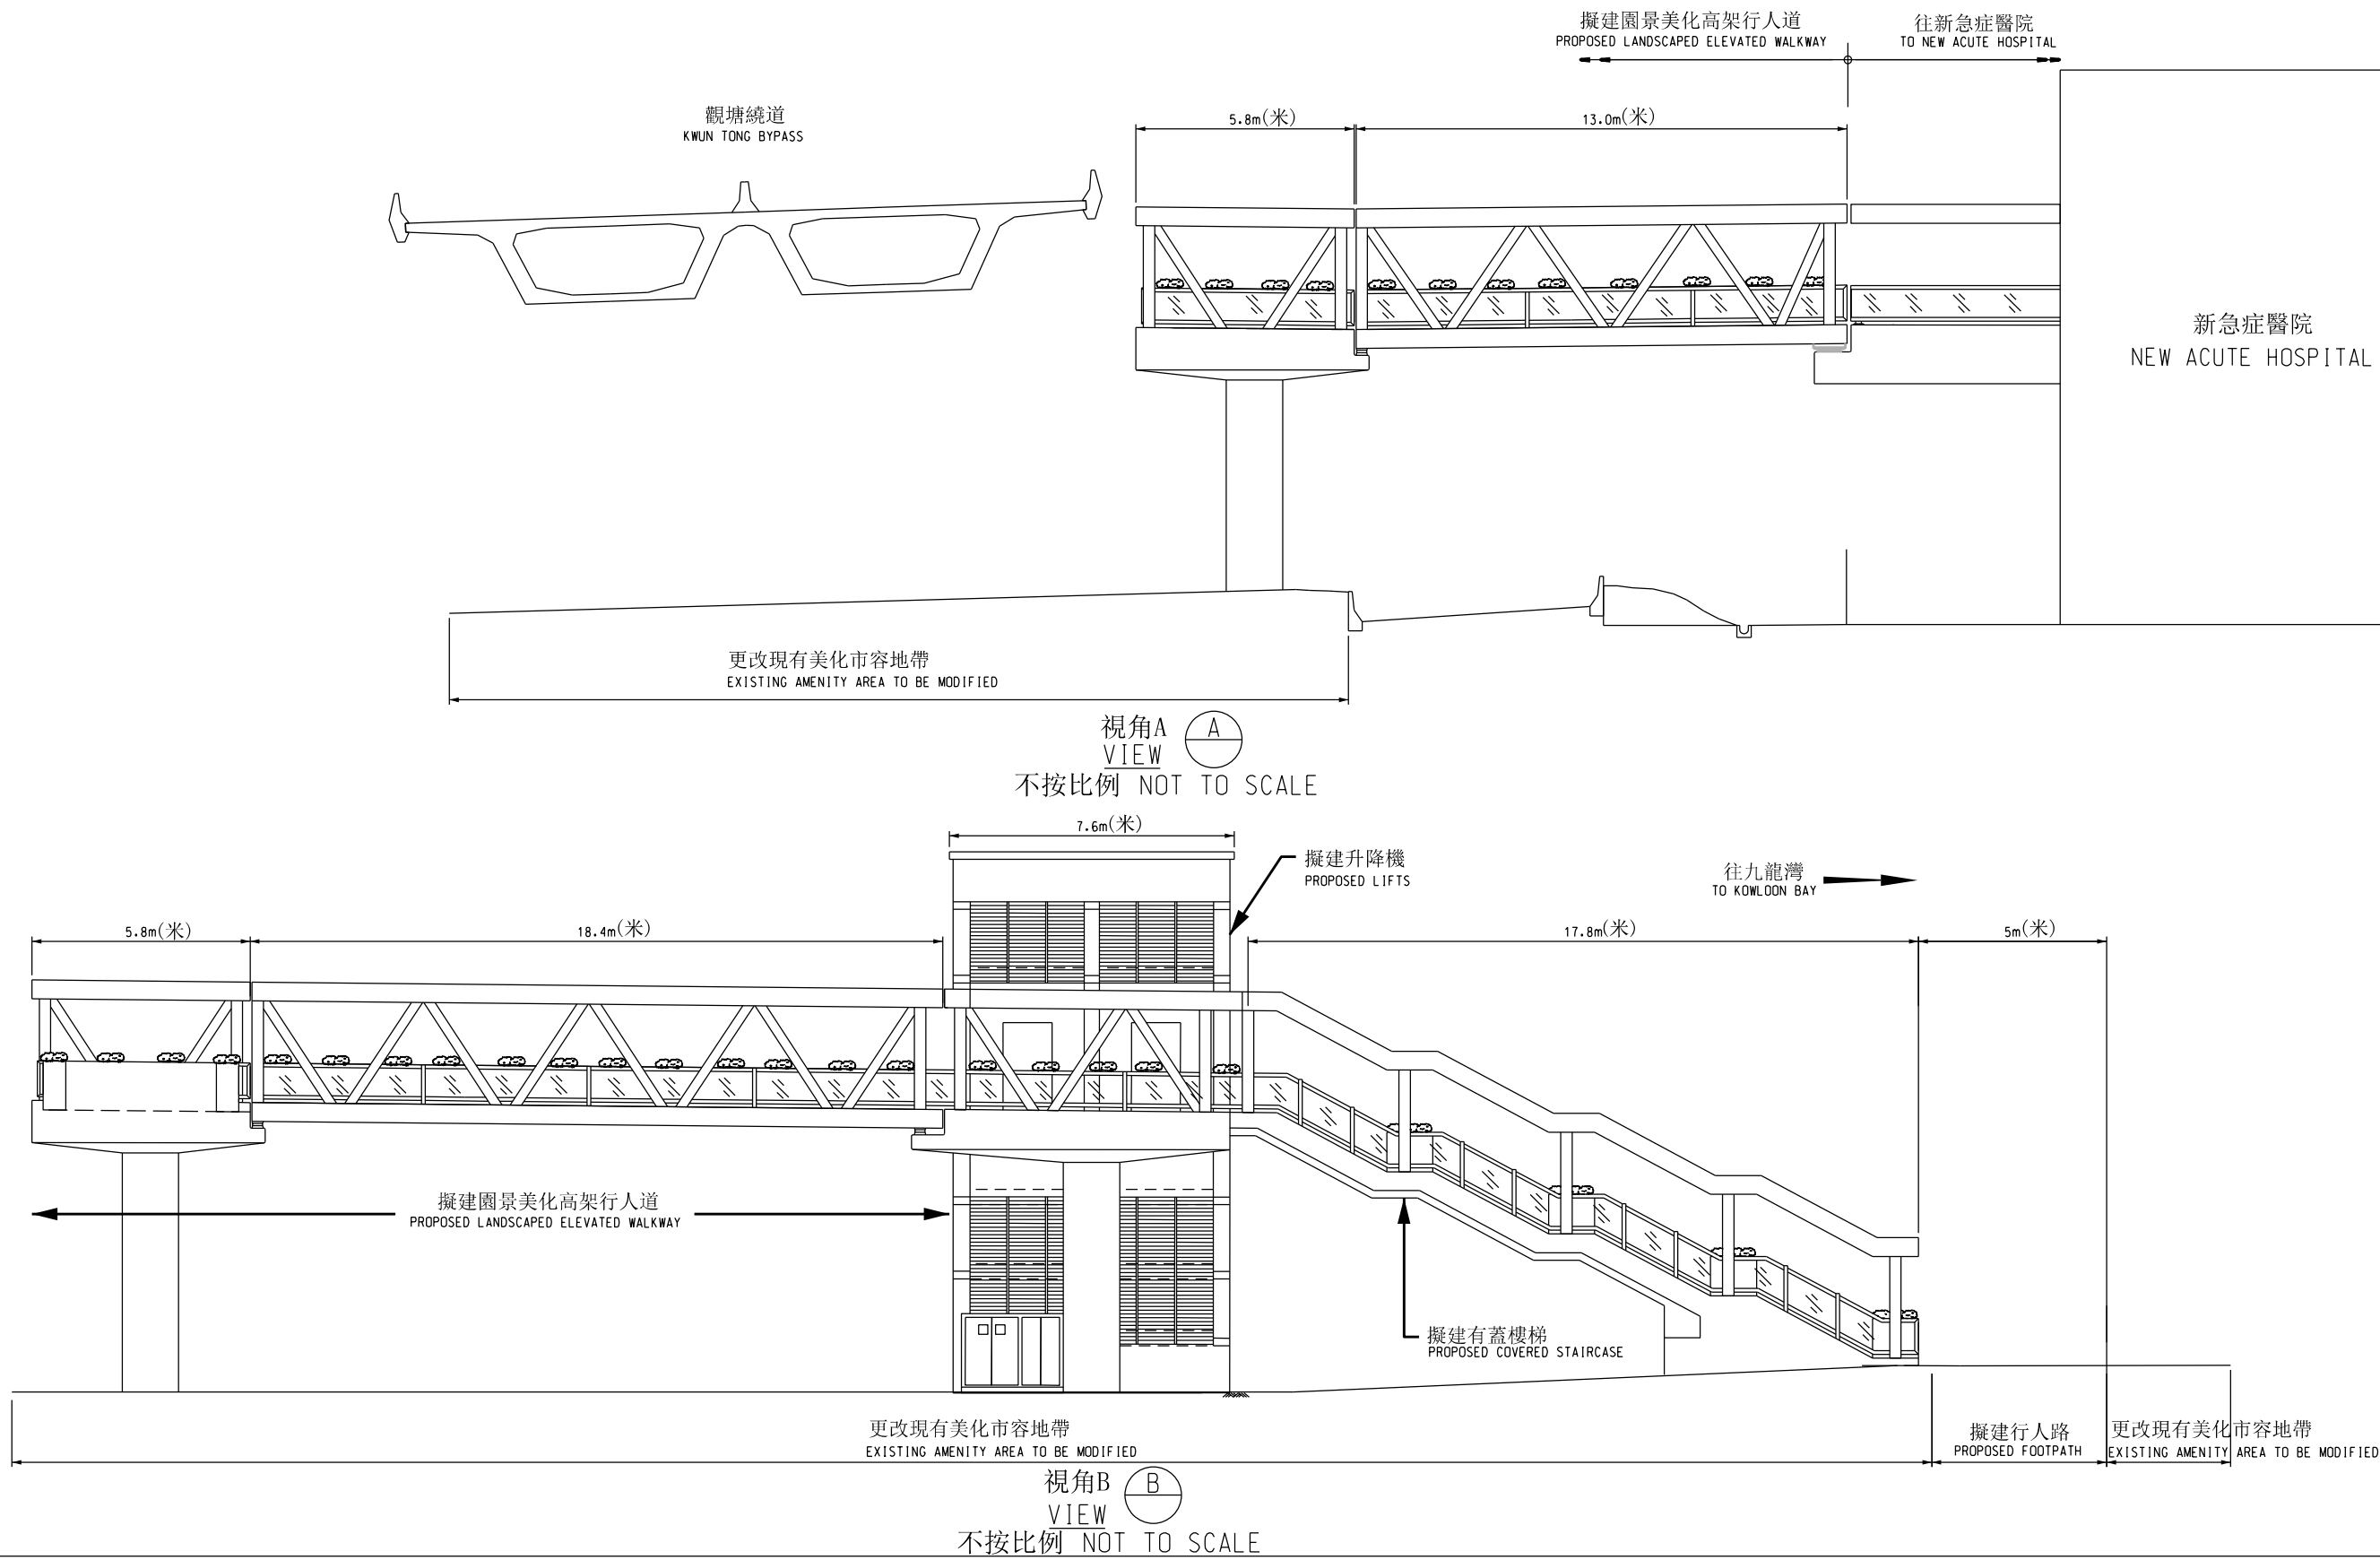 擬建園景美化高架行人道
PROPOSED LANDSCAPED ELEVATED WALKWAY
往新急症醫院
TO NEW ACUTE HOSPITAL
觀塘繞道
KWUN TONG BYPASS
5.8m(米)
13.0m(米)
新急症醫院
NEW ACUTE HOSPITAL
更改現有美化市容地帶
EXISTING AMENITY AREA TO BE MODIFIED
視角A
VIEW
A
不按比例 NOT TO SCALE
7.6m(米)
擬建升降機
PROPOSED LIFTS
往九龍灣
TO KOWLOON BAY
5.8m(米)
18.4m(米)
17.8m(米)
5m(米)
擬建園景美化高架行人道
PROPOSED LANDSCAPED ELEVATED WALKWAY
擬建有蓋樓梯
PROPOSED COVERED STAIRCASE
更改現有美化市容地帶
EXISTING AMENITY AREA TO BE MODIFIED
擬建行人路
PROPOSED FOOTPATH
更改現有美化市容地帶
EXISTING AMENITY AREA TO BE MODIFIED
視角B
VIEW
B
不按比例 NOT TO SCALE